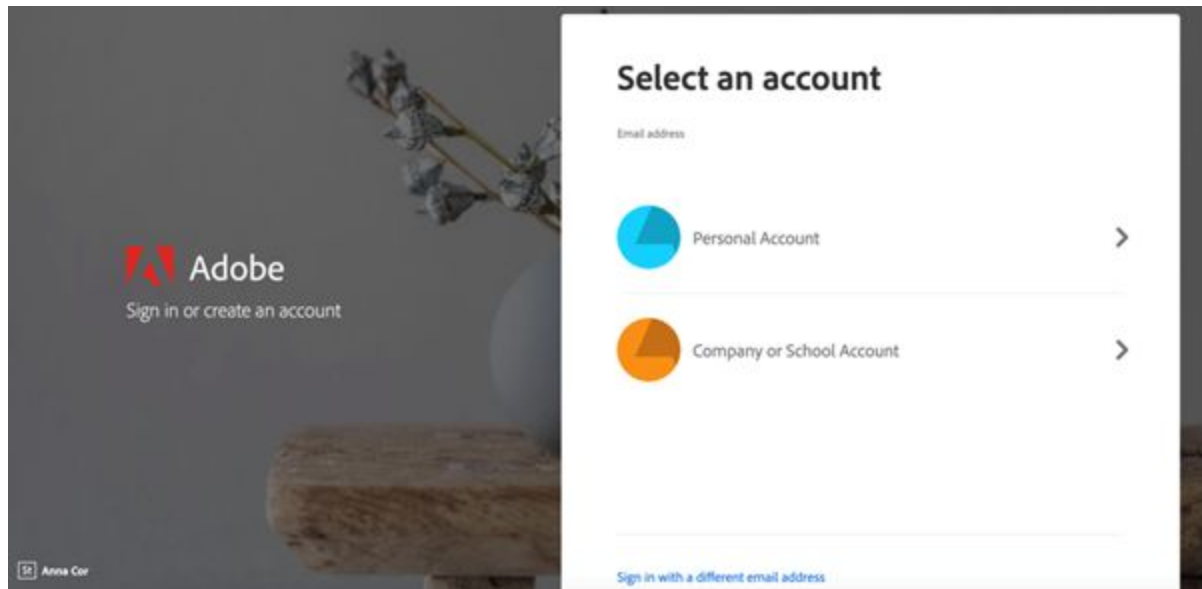 Adobe
Sign in or create an account
St Anna Cor
Select an account
Email address
Personal Account
Company or School Account
Sign in with a different email address